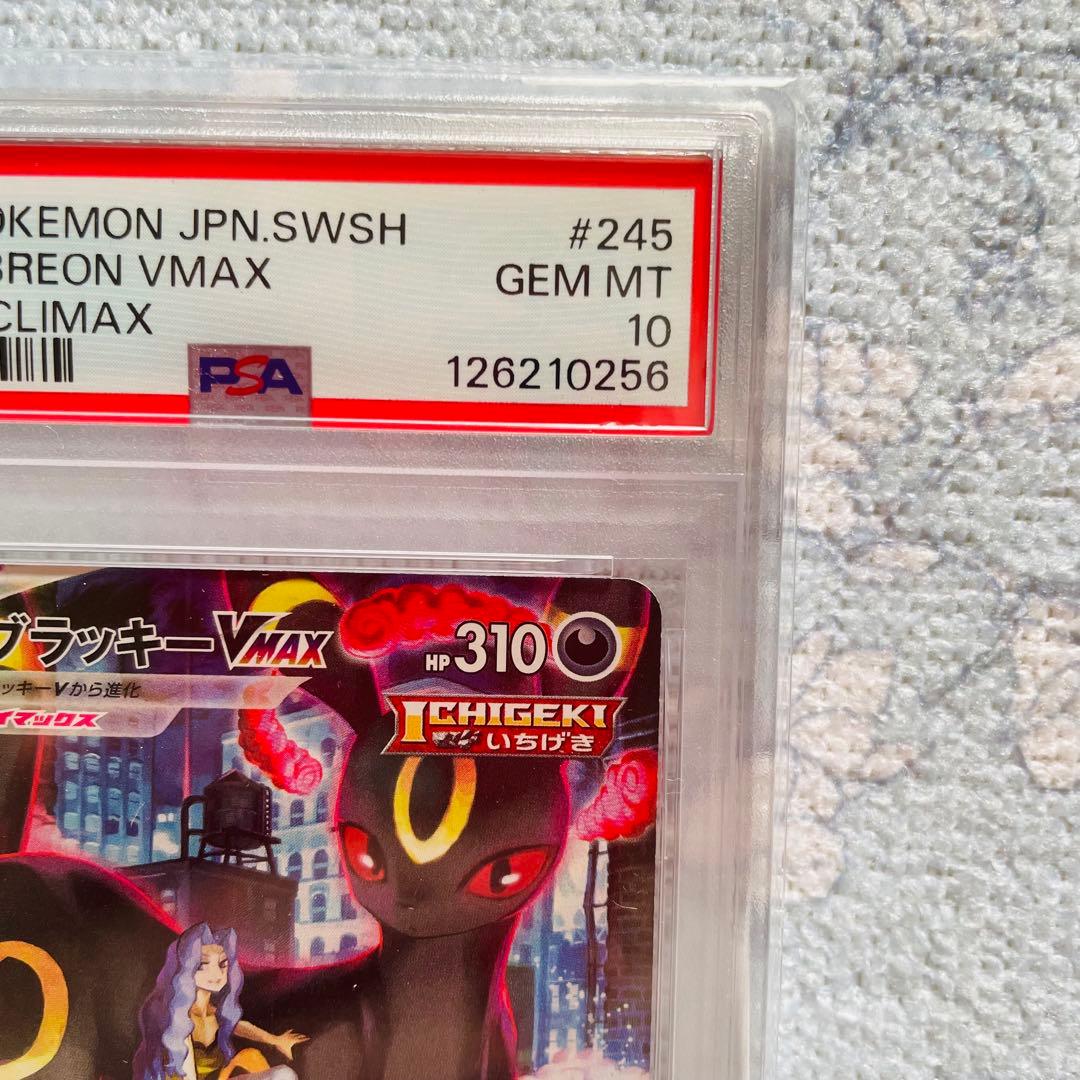 OKEMON JPN.SWSH #245
BREON VMAX GEM MT
CLIMAX 10
PSA 126210256
ブラッキーVMAX HP310
ッキーVから進化
イマックス
ICHIGEKI
いちげき